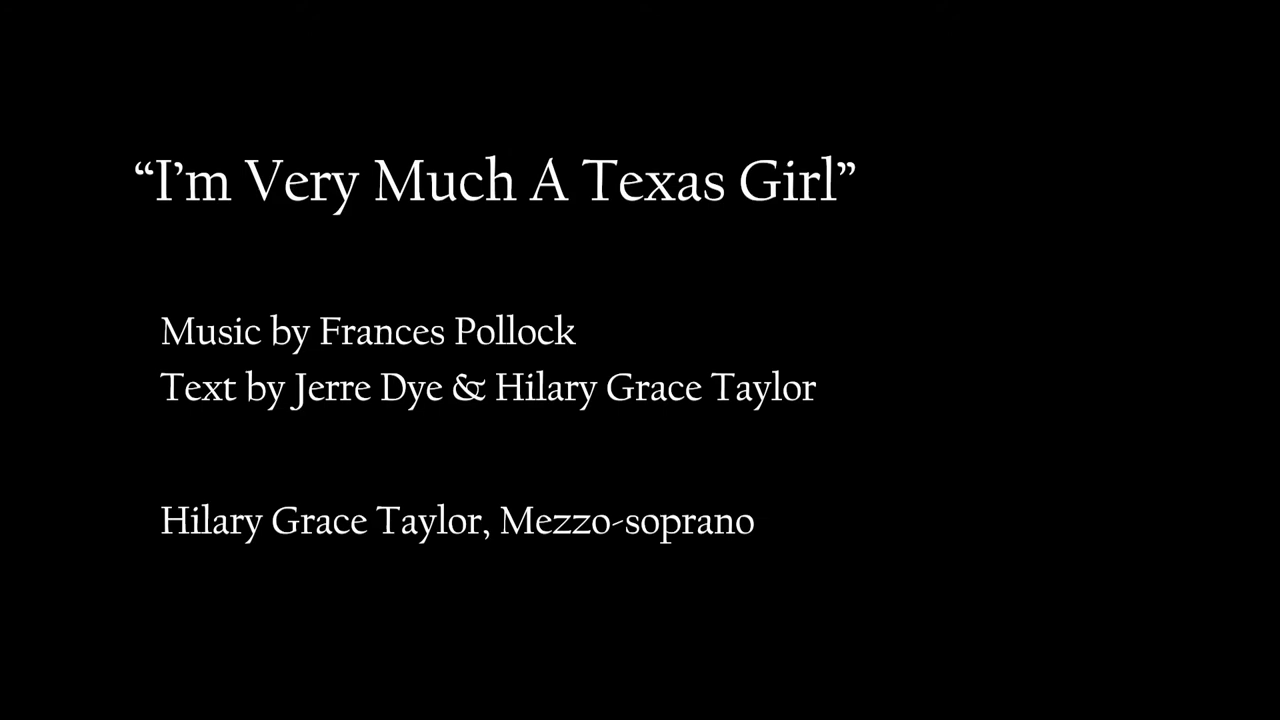 “I’m Very Much A Texas Girl”
Music by Frances Pollock
Text by Jerre Dye & Hilary Grace Taylor
Hilary Grace Taylor, Mezzo-soprano